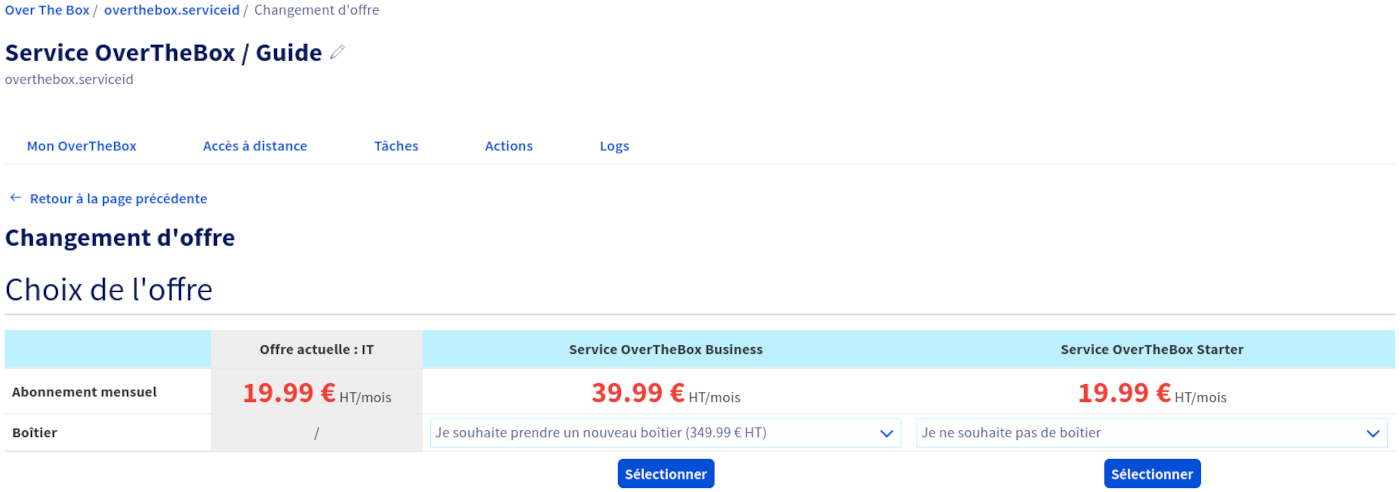 Over The Box / overthebox.serviceid / Changement d'offre
Service OverTheBox / Guide
overthebox.serviceid
Mon OverTheBox Accès à distance Tâches Actions Logs
← Retour à la page précédente
Changement d'offre
Choix de l'offre
Offre actuelle : IT Service OverTheBox Business Service OverTheBox Starter
Abonnement mensuel 19.99 € HT/mois 39.99 € HT/mois 19.99 € HT/mois
Boîtier / Je souhaite prendre un nouveau boîtier (349.99 € HT) Je ne souhaite pas de boîtier
Sélectionner Sélectionner